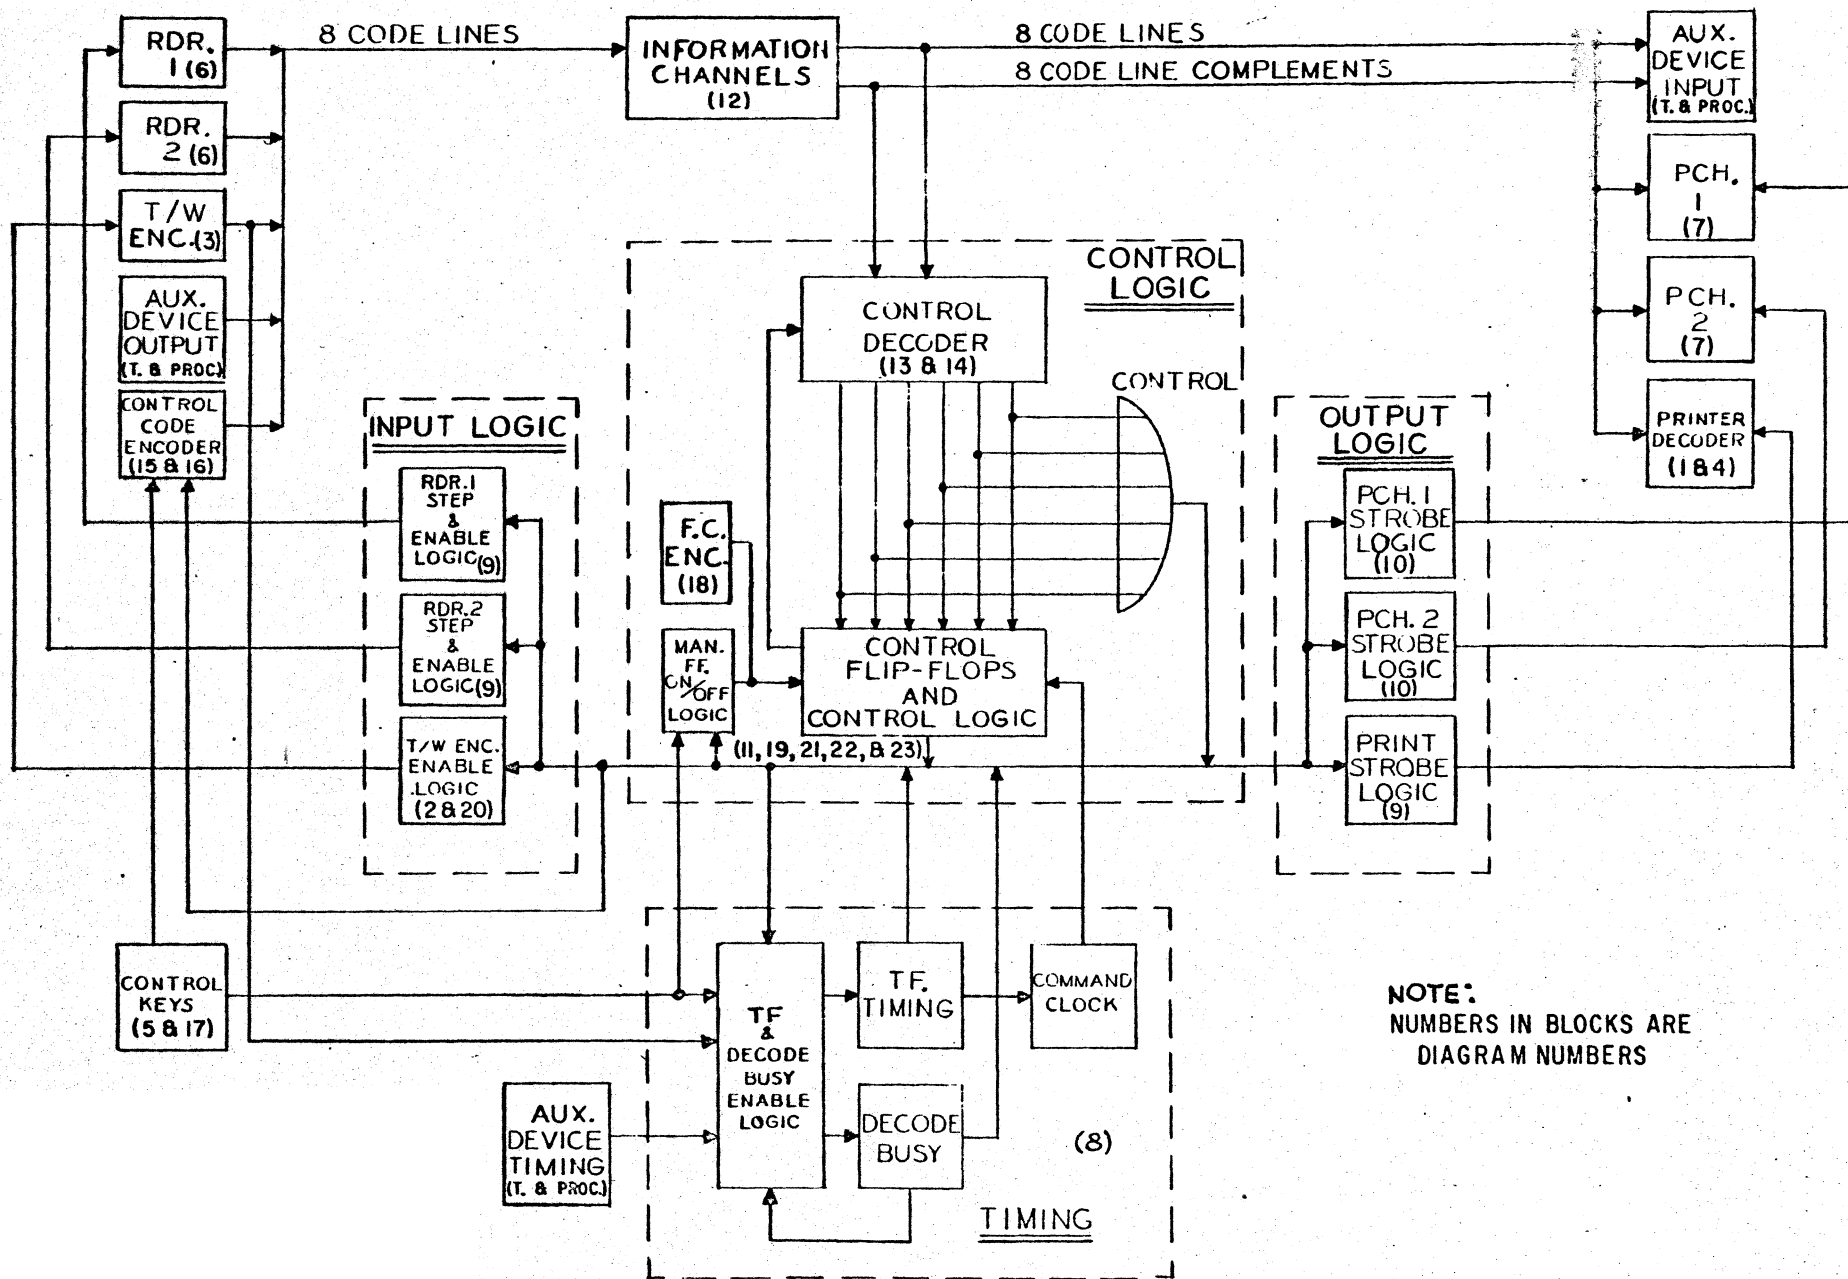 RDR.
1 (6)
8 CODE LINES
INFORMATION
CHANNELS
(12)
8 CODE LINES
8 CODE LINE COMPLEMENTS
AUX.
DEVICE
INPUT
(T. & PROC.)
RDR.
2 (6)
T/W
ENC.(3)
AUX.
DEVICE
OUTPUT
(T. & PROC.)
CONTROL
CODE
ENCODER
(15 & 16)
PCH.
1
(7)
PCH.
2
(7)
PRINTER
DECODER
(1 & 4)
INPUT LOGIC
RDR.1
STEP
&
ENABLE
LOGIC(9)
RDR.2
STEP
&
ENABLE
LOGIC(9)
T/W ENC.
ENABLE
LOGIC
(2 & 20)
CONTROL
LOGIC
CONTROL
DECODER
(13 & 14)
CONTROL
F.C.
ENC.
(18)
MAN.
FF.
ON/OFF
LOGIC
CONTROL
FLIP-FLOPS
AND
CONTROL LOGIC
(11, 19, 21, 22, & 23)
OUTPUT
LOGIC
PCH. 1
STROBE
LOGIC
(10)
PCH. 2
STROBE
LOGIC
(10)
PRINT
STROBE
LOGIC
(9)
CONTROL
KEYS
(5 & 17)
AUX.
DEVICE
TIMING
(T. & PROC.)
TF
&
DECODE
BUSY
ENABLE
LOGIC
TF.
TIMING
COMMAND
CLOCK
DECODE
BUSY
(8)
TIMING
NOTE:
NUMBERS IN BLOCKS ARE
DIAGRAM NUMBERS